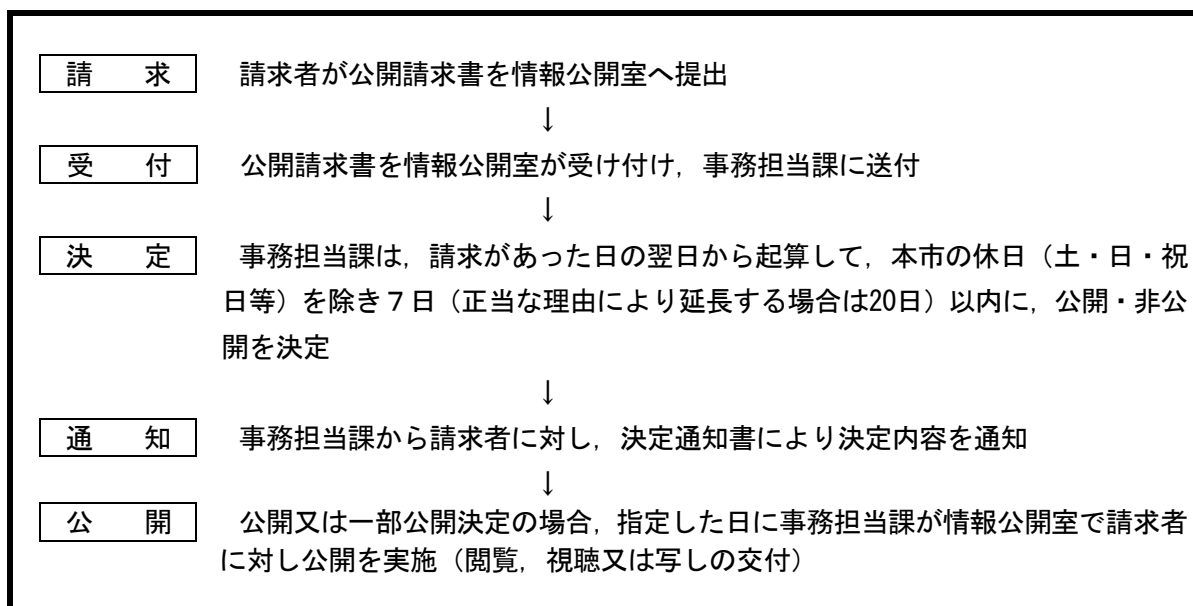 請　求　請求者が公開請求書を情報公開室へ提出
↓
受　付　公開請求書を情報公開室が受け付け，事務担当課に送付
↓
決　定　事務担当課は，請求があった日の翌日から起算して，本市の休日（土・日・祝
日等）を除き７日（正当な理由により延長する場合は20日）以内に，公開・非公
開を決定
↓
通　知　事務担当課から請求者に対し，決定通知書により決定内容を通知
↓
公　開　公開又は一部公開決定の場合，指定した日に事務担当課が情報公開室で請求者
に対し公開を実施（閲覧，視聴又は写しの交付）